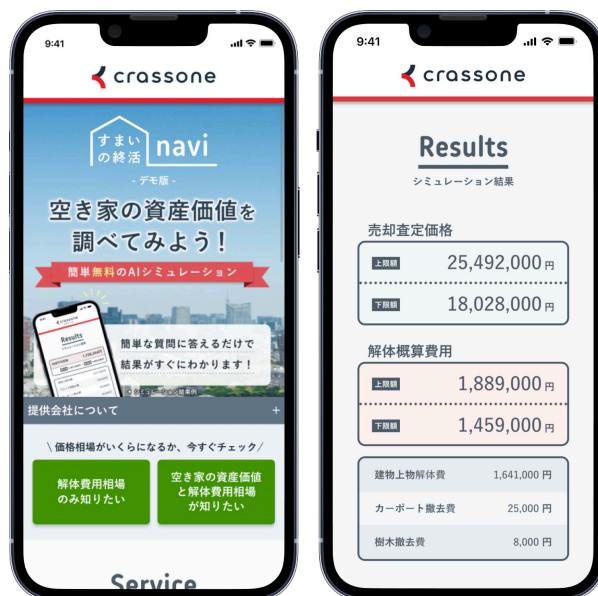 9:41
crassone
すまい
の終活
navi
- デモ版 -
空き家の資産価値を
調べてみよう！
簡単無料のAIシミュレーション
crassone
Results
シミュレーション結果
簡単な質問に答えるだけで
結果がすぐにわかります！
提供会社について +
\ 価格相場がいくらになるか、今すぐチェック /
解体費用相場
のみ知りたい
空き家の資産価値
と解体費用相場
が知りたい
Service
9:41
crassone
Results
シミュレーション結果
売却査定価格
上限額 25,492,000 円
下限額 18,028,000 円
解体概算費用
上限額 1,889,000 円
下限額 1,459,000 円
建物上物解体費 1,641,000 円
カーポート撤去費 25,000 円
樹木撤去費 8,000 円